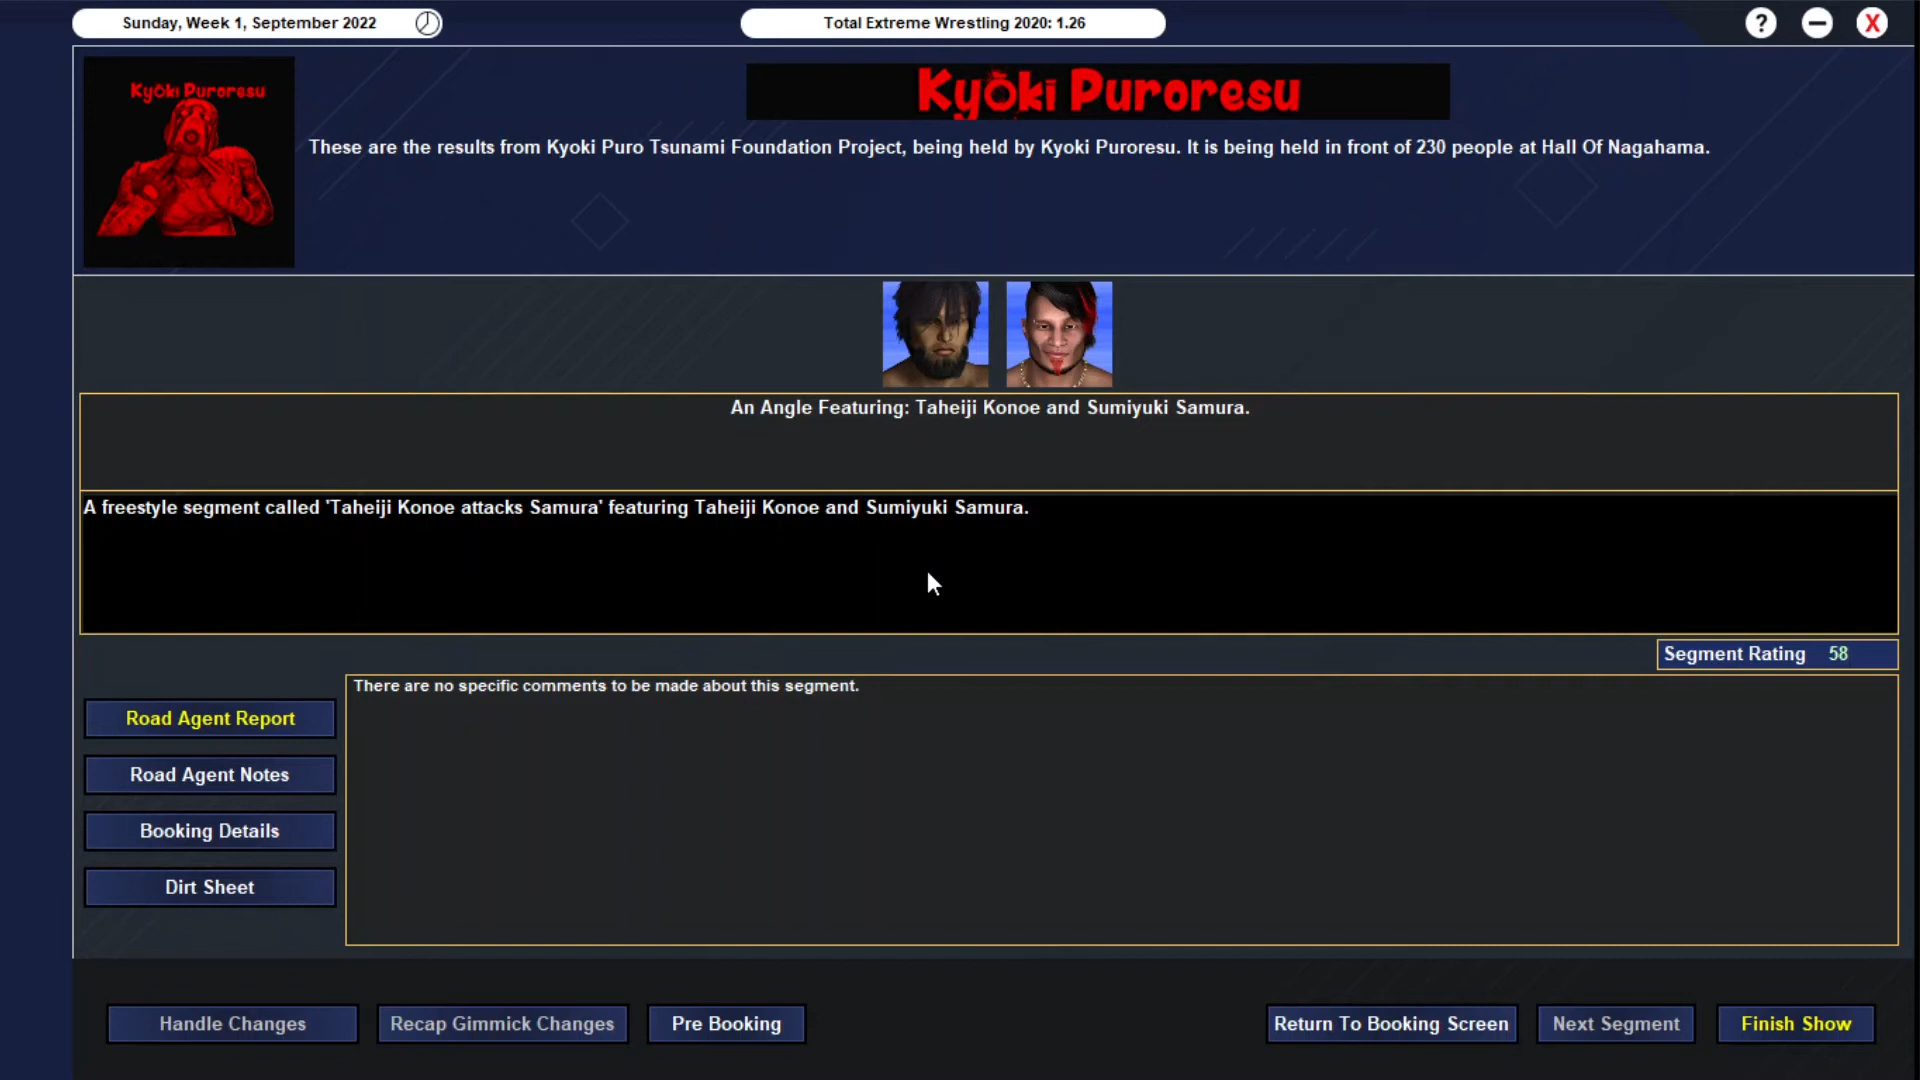 Sunday, Week 1, September 2022
Total Extreme Wrestling 2020: 1.26
?
X
Kyōki Puroresu
Kyōki Puroresu
These are the results from Kyoki Puro Tsunami Foundation Project, being held by Kyoki Puroresu. It is being held in front of 230 people at Hall Of Nagahama.
An Angle Featuring: Taheiji Konoe and Sumiyuki Samura.
A freestyle segment called 'Taheiji Konoe attacks Samura' featuring Taheiji Konoe and Sumiyuki Samura.
Segment Rating 58
There are no specific comments to be made about this segment.
Road Agent Report
Road Agent Notes
Booking Details
Dirt Sheet
Handle Changes
Recap Gimmick Changes
Pre Booking
Return To Booking Screen
Next Segment
Finish Show